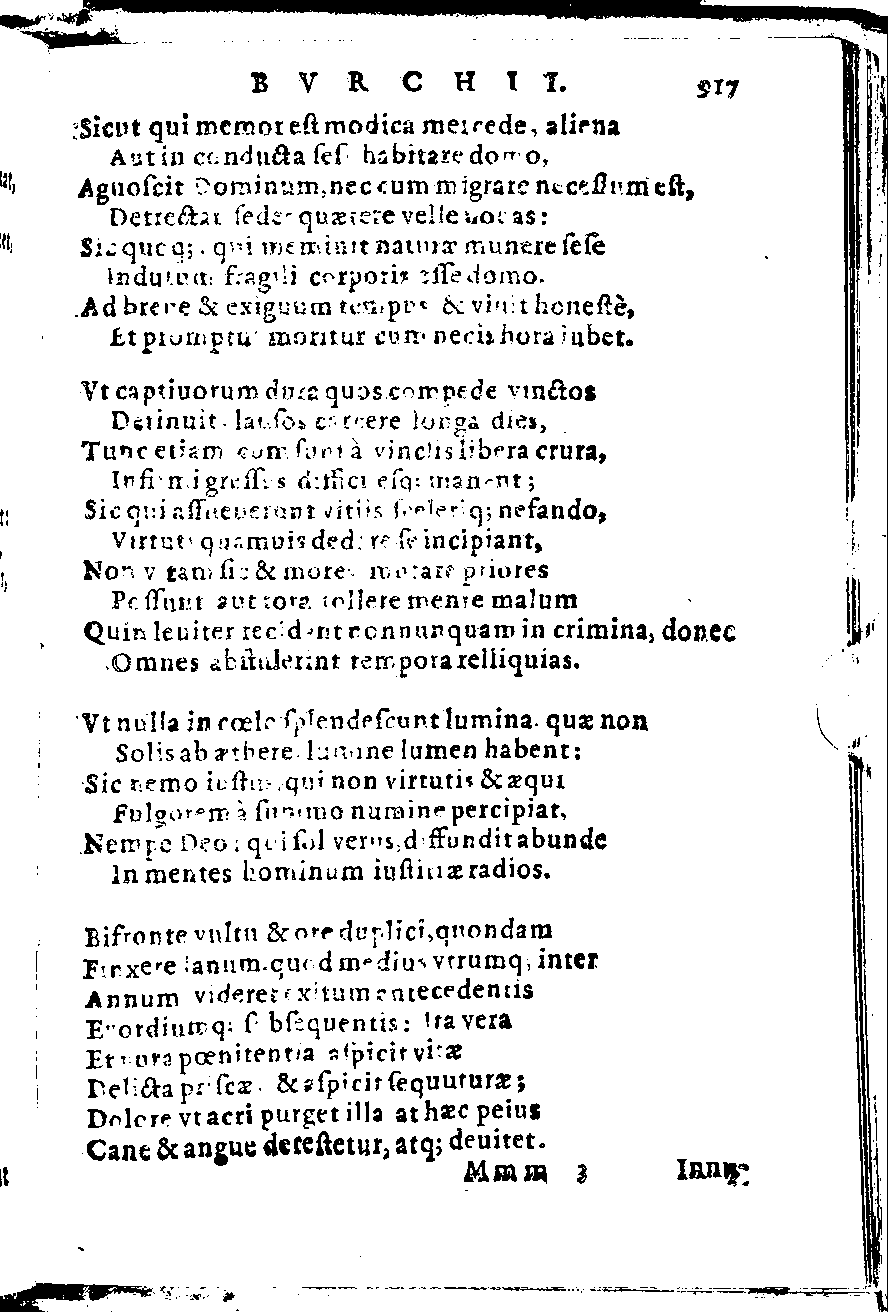 BVRCHII. 917
Sicut qui memor est modica mercede, aliena
Aut in conducta sese habitare domo,
Agnoscit Dominum, nec cum migrare necessum est,
Detrectat sedes quærere velle nouas:
Sic queq; qui meminit naturæ munere sese
Indutum fragili corporis esse domo.
Ad breue & exiguum tempus & viuit honestè,
Et promptus moritur cum necis hora iubet.
Vt captiuorum dura quos compede vinctos
Detinuit lassos carcere longa dies,
Tunc etiam cum sunt à vinclis libera crura,
Infirmi gressus difficilesq; manent;
Sic qui assueuerunt vitiis sceleriq; nefando,
Virtuti quamuis dedere se incipiant,
Non vitam sic & mores mutare priores
Possunt aut tota tollere mente malum
Quin leuiter recidant nonnunquam in crimina, donec
Omnes abstulerint tempora relliquias.
Vt nulla in cœlo splendescunt lumina quæ non
Solis ab æthere lumine lumen habent;
Sic nemo iustus, qui non virtutis & æqui
Fulgorem à summo numine percipiat,
Nempe Deo: qui sol verus, diffundit abunde
In mentes hominum iustitiæ radios.
Bifronte vultu & ore duplici, quondam
Finxere Ianum. quod medius vtrumq; inter
Annum videret exitum antecedentis
Exordiumq; subsequentis: Ita vera
Et pœnitentia aspicit vitæ
Delicta priscæ, & aspicit sequuturæ;
Dolore vt acri purget illa at hæc peius
Cane & angue detestetur, atq; deuitet.
Mmm 3